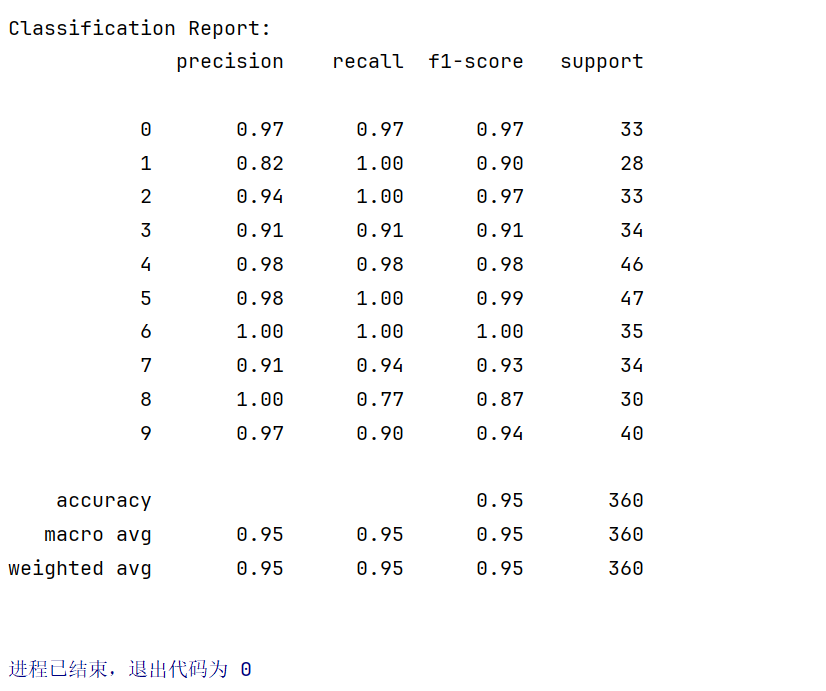 Classification Report:
              precision    recall  f1-score   support

           0       0.97      0.97      0.97        33
           1       0.82      1.00      0.90        28
           2       0.94      1.00      0.97        33
           3       0.91      0.91      0.91        34
           4       0.98      0.98      0.98        46
           5       0.98      1.00      0.99        47
           6       1.00      1.00      1.00        35
           7       0.91      0.94      0.93        34
           8       1.00      0.77      0.87        30
           9       0.97      0.90      0.94        40

    accuracy                           0.95       360
   macro avg       0.95      0.95      0.95       360
weighted avg       0.95      0.95      0.95       360

进程已结束，退出代码为 0